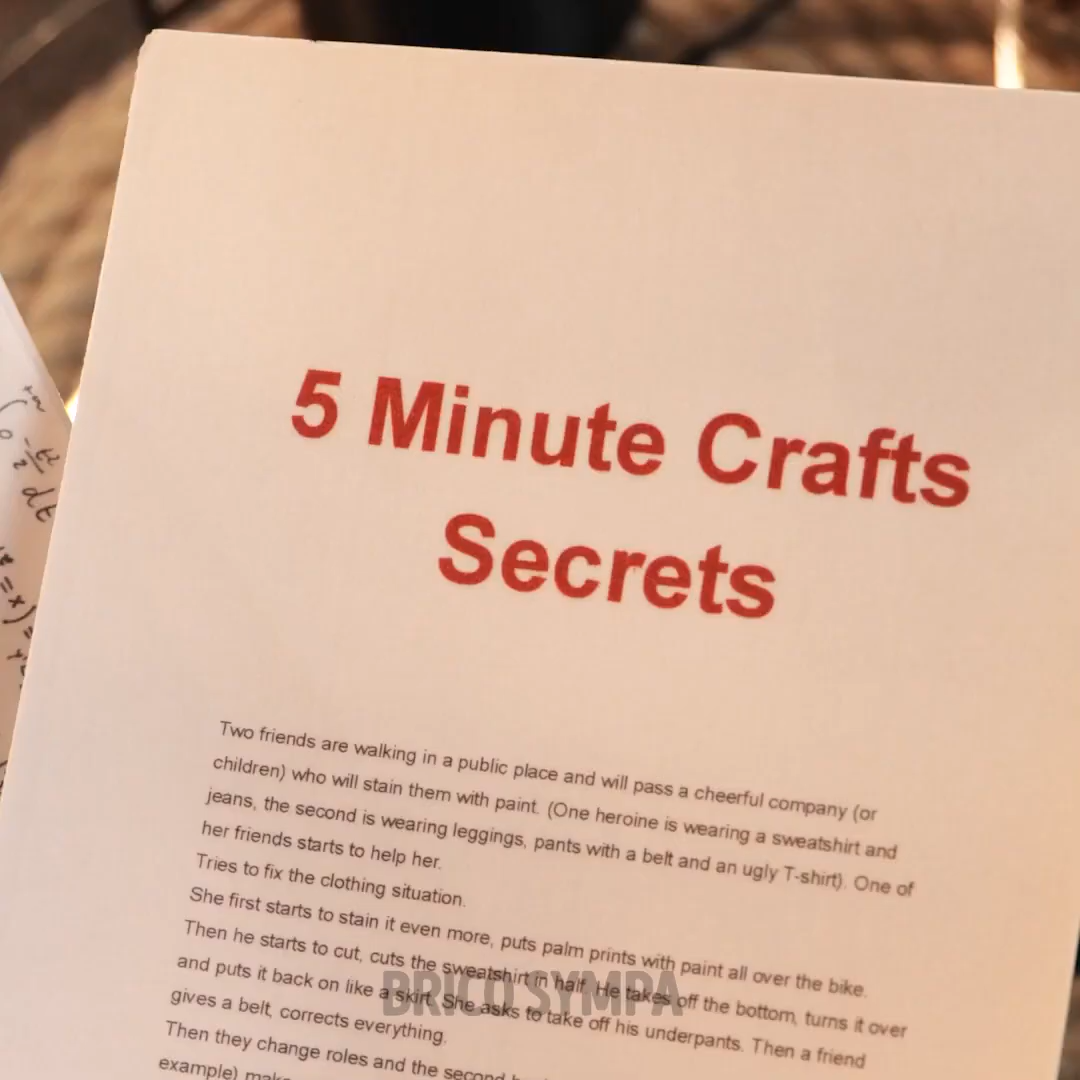 5 Minute Crafts
Secrets
Two friends are walking in a public place and will pass a cheerful company (or
children) who will stain them with paint. (One heroine is wearing a sweatshirt and
jeans, the second is wearing leggings, pants with a belt and an ugly T-shirt). One of
her friends starts to help her.
Tries to fix the clothing situation.
She first starts to stain it even more, puts palm prints with paint all over the bike.
Then he starts to cut, cuts the sweatshirt in half. He takes off the bottom, turns it over
and puts it back on like a skirt. She asks to take off his underpants. Then a friend
gives a belt, corrects everything.
Then they change roles and the second
example)
BRICO SYMPA
dt